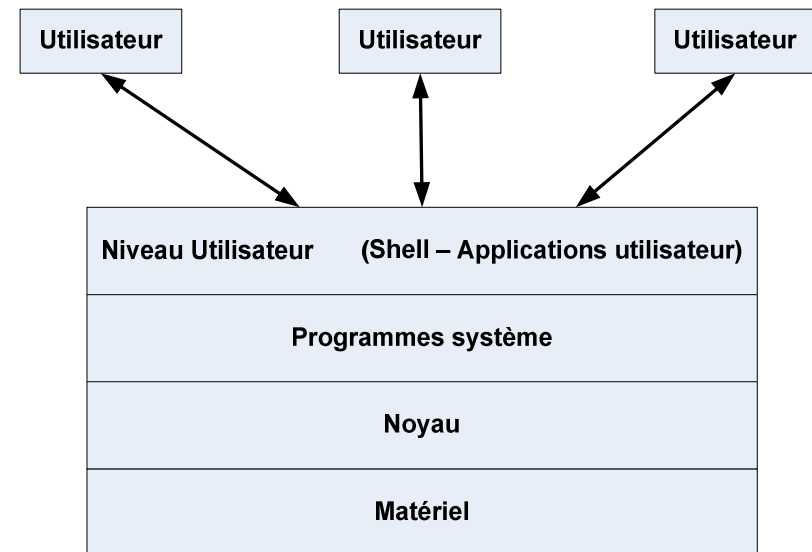 Utilisateur
Utilisateur
Utilisateur
Niveau Utilisateur (Shell – Applications utilisateur)
Programmes système
Noyau
Matériel